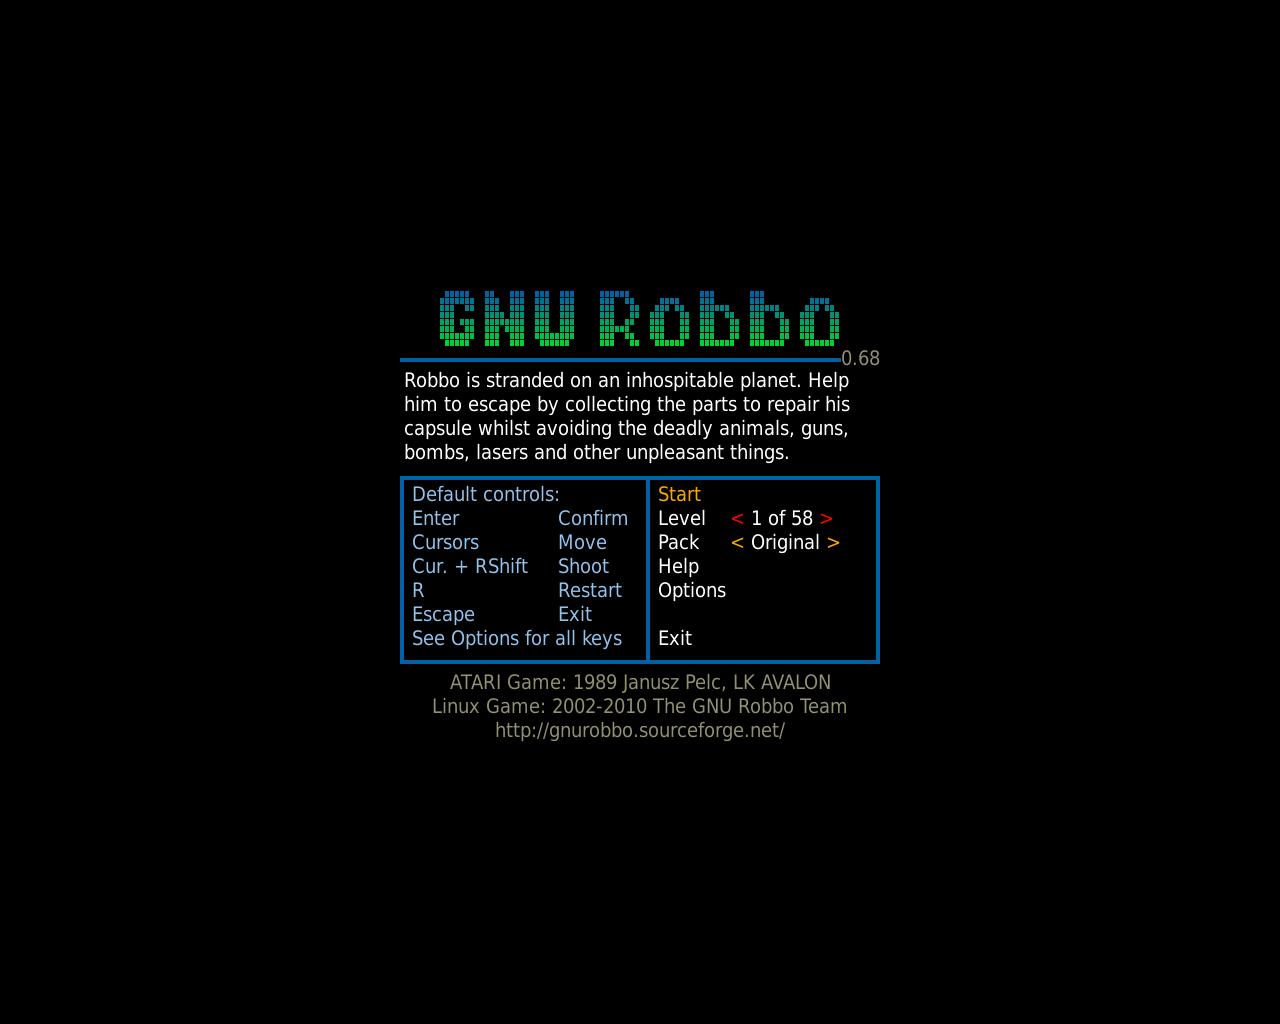 GNU Robbo
0.68
Robbo is stranded on an inhospitable planet. Help
him to escape by collecting the parts to repair his
capsule whilst avoiding the deadly animals, guns,
bombs, lasers and other unpleasant things.
Default controls:
Enter Confirm
Cursors Move
Cur. + RShift Shoot
R Restart
Escape Exit
See Options for all keys
Start
Level < 1 of 58 >
Pack < Original >
Help
Options
Exit
ATARI Game: 1989 Janusz Pelc, LK AVALON
Linux Game: 2002-2010 The GNU Robbo Team
http://gnurobbo.sourceforge.net/